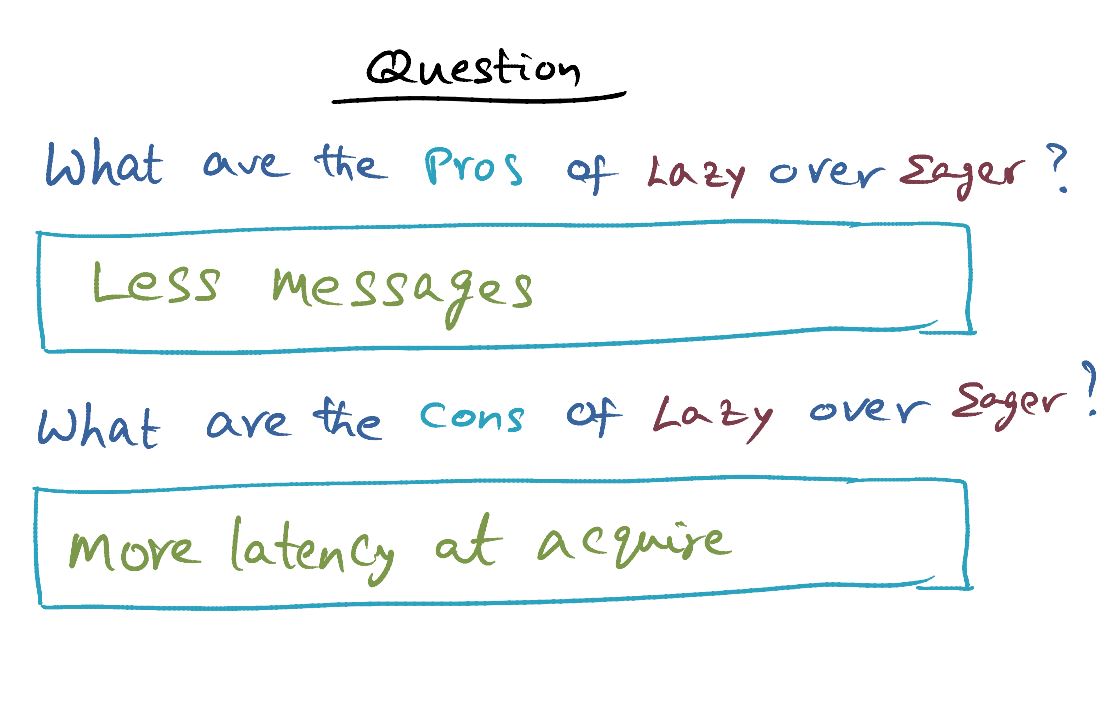 Question
What are the Pros of Lazy over Eager?
Less messages
What are the Cons of Lazy over Eager?
More latency at acquire